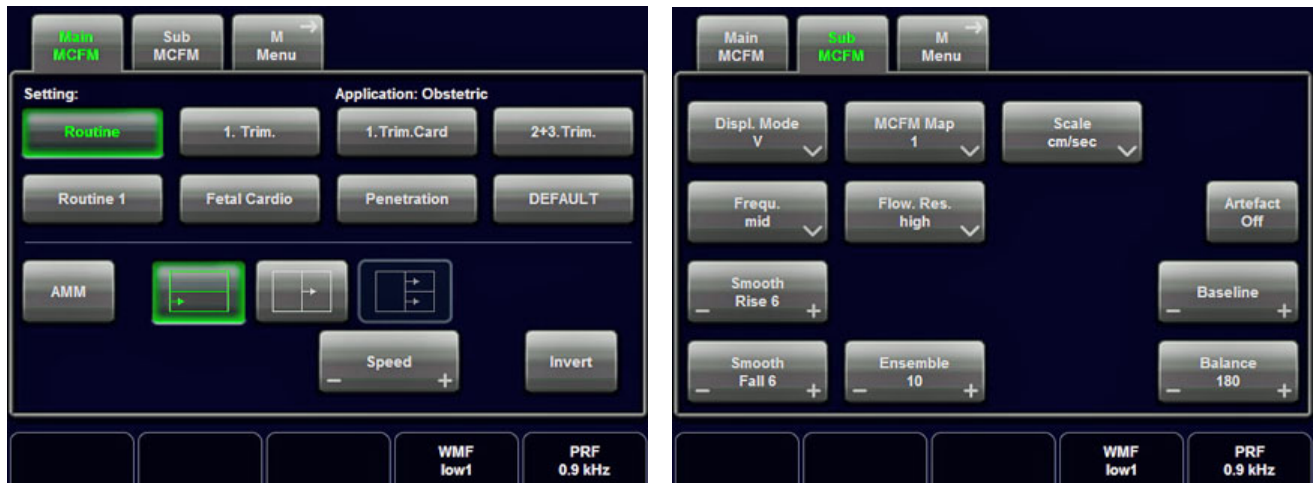 Main MCFM
Sub MCFM
M Menu
Setting:
Application: Obstetric
Routine
1. Trim.
1.Trim.Card
2+3.Trim.
Routine 1
Fetal Cardio
Penetration
DEFAULT
AMM
Speed
- +
Invert
WMF low1
PRF 0.9 kHz
Main MCFM
Sub MCFM
M Menu
Displ. Mode
V
MCFM Map
1
Scale
cm/sec
Frequ.
mid
Flow. Res.
high
Artefact
Off
Smooth
Rise 6
- +
Baseline
- +
Smooth
Fall 6
- +
Ensemble
10
- +
Balance
180
- +
WMF
low1
PRF
0.9 kHz